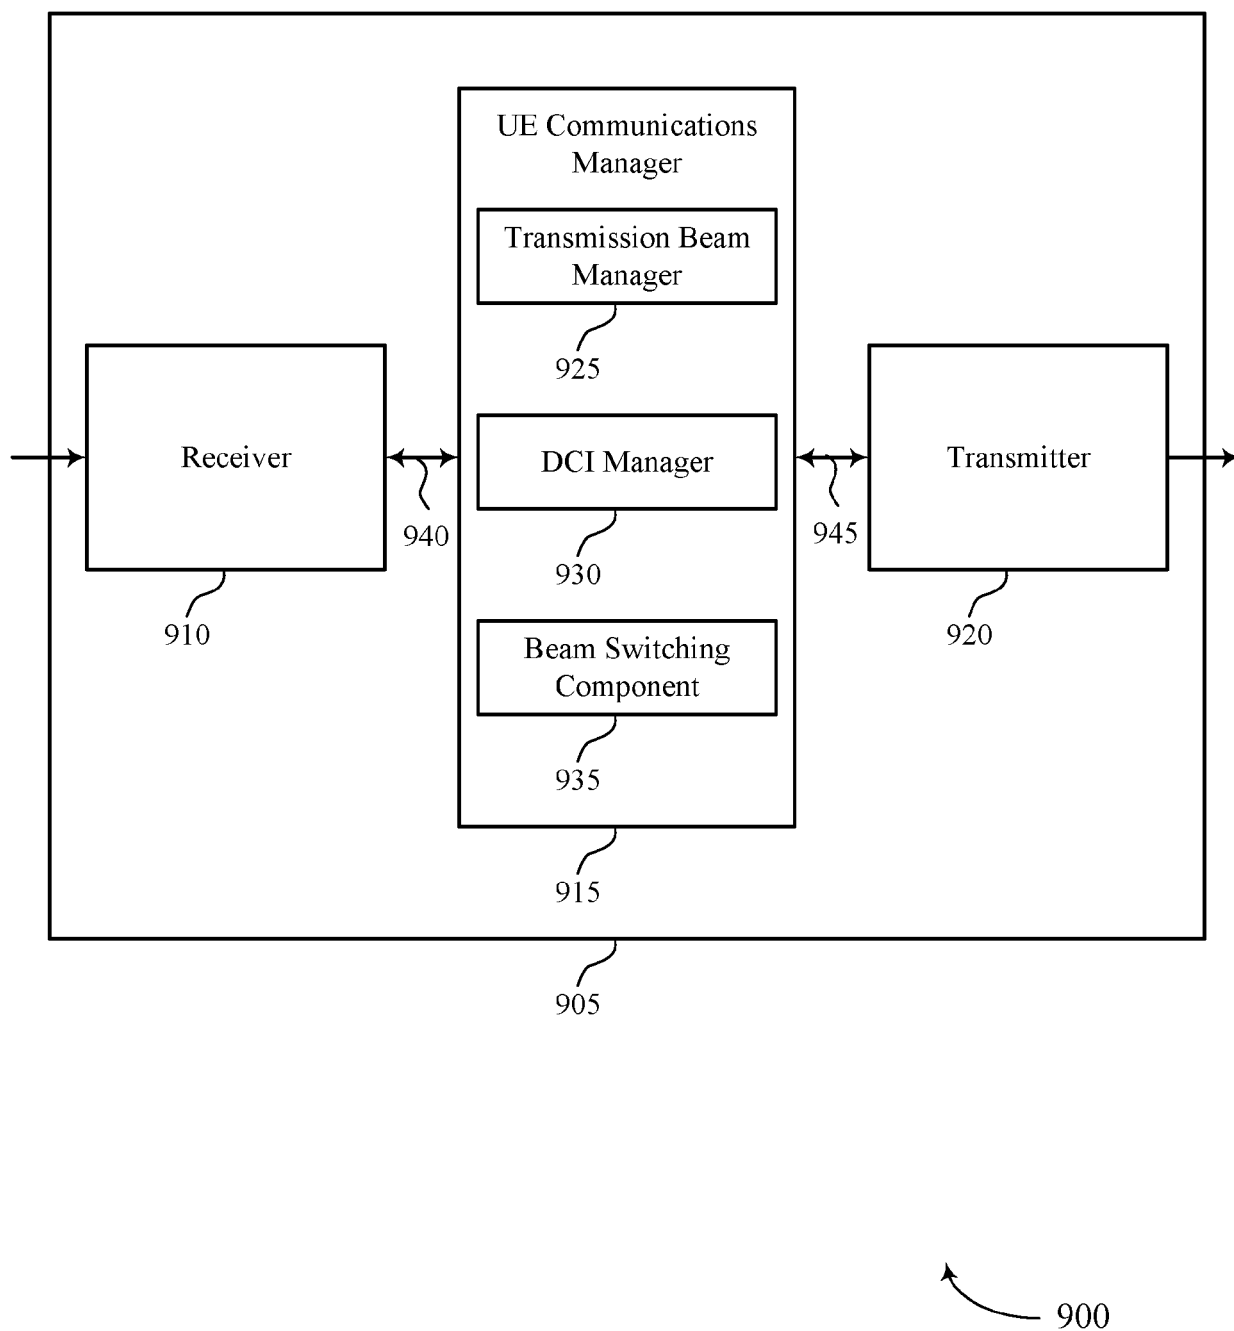 UE Communications
Manager
Transmission Beam
Manager
925
Receiver
DCI Manager
Transmitter
940
945
930
910
920
Beam Switching
Component
935
915
905
900